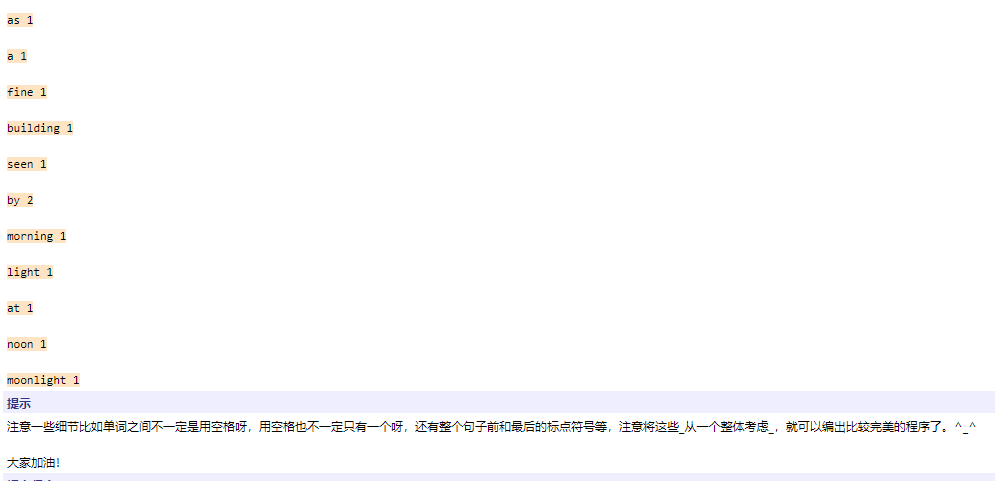 as 1
a 1
fine 1
building 1
seen 1
by 2
morning 1
light 1
at 1
noon 1
moonlight 1
提示
注意一些细节比如单词之间不一定是用空格呀，用空格也不一定只有一个呀，还有整个句子前和最后的标点符号等，注意将这些_从一个整体考虑_，就可以编出比较完美的程序了。^_^
大家加油！